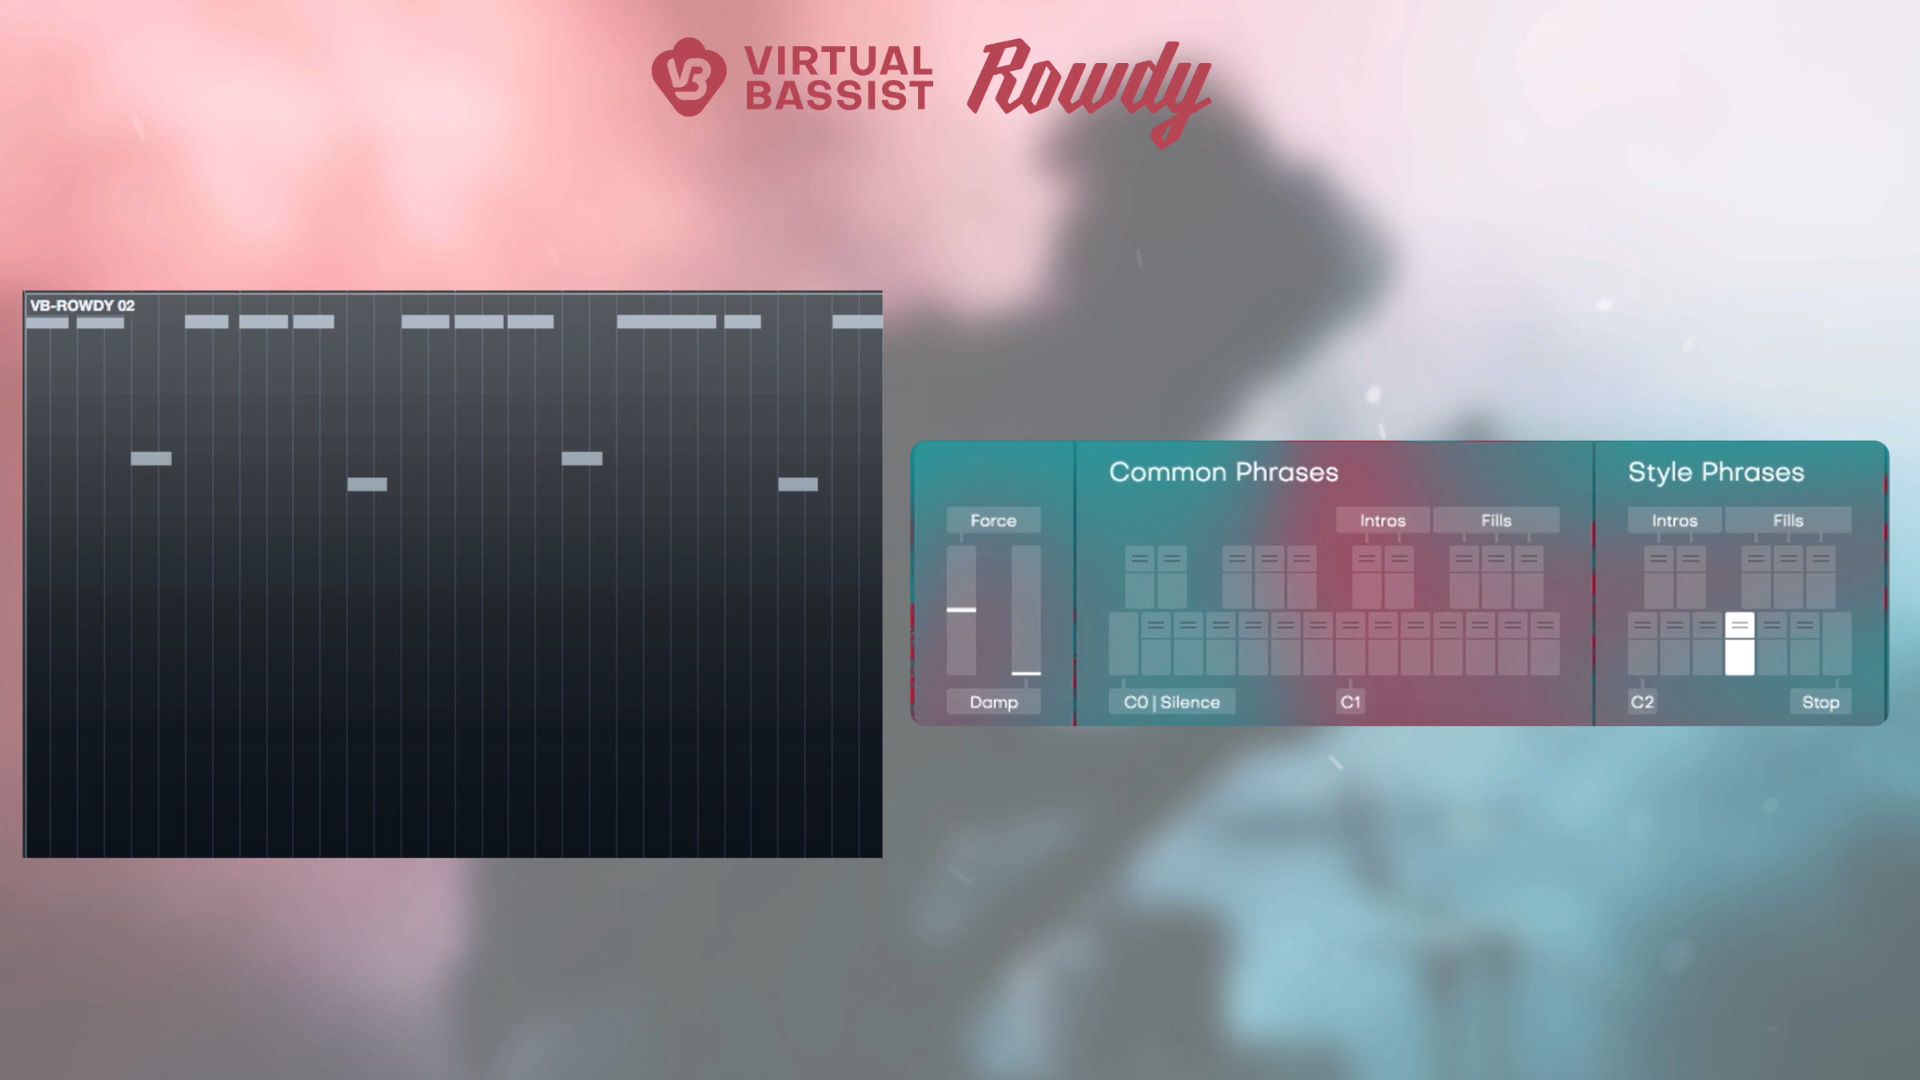 VB VIRTUAL BASSIST Rowdy
VB-ROWDY 02
Common Phrases
Style Phrases
Force
Intros
Fills
Intros
Fills
Damp
C0 | Silence
C1
C2
Stop